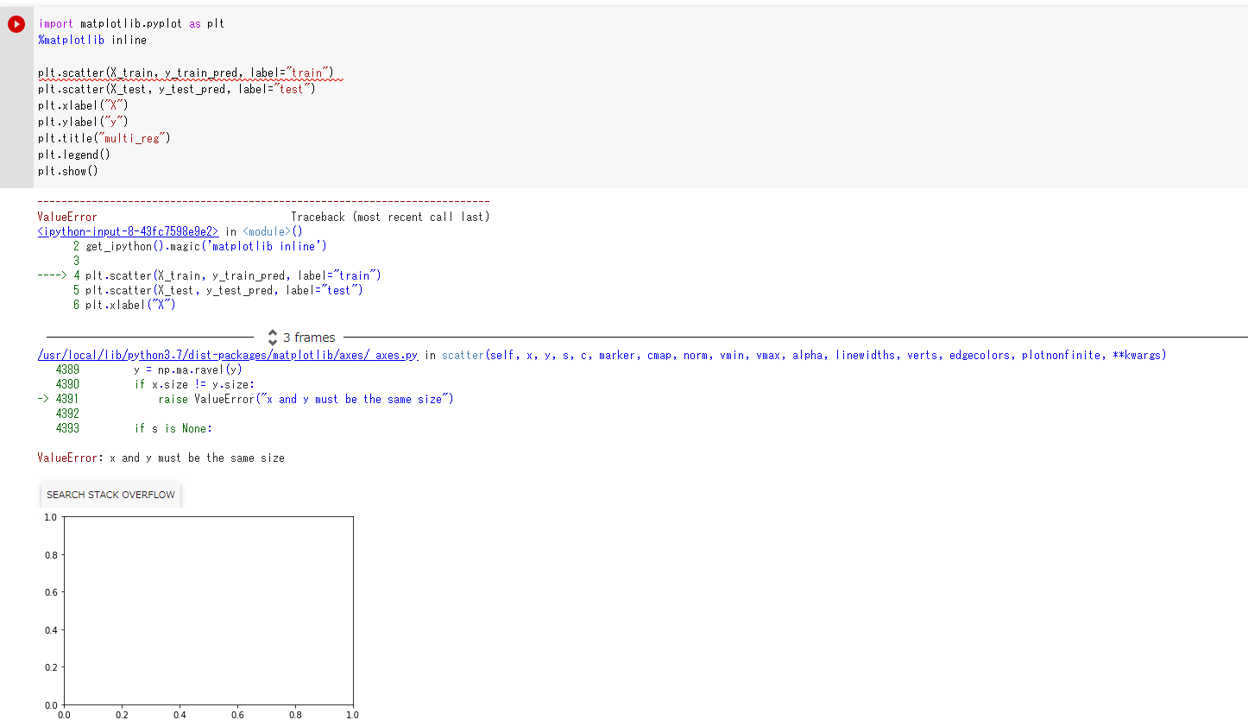 import matplotlib.pyplot as plt
%matplotlib inline
plt.scatter(X_train, y_train_pred, label="train")
plt.scatter(X_test, y_test_pred, label="test")
plt.xlabel("X")
plt.ylabel("y")
plt.title("multi_reg")
plt.legend()
plt.show()
---------------------------------------------------------------------------
ValueError                                Traceback (most recent call last)
<ipython-input-8-43fc7598e9e2> in <module>()
      2 get_ipython().magic('matplotlib inline')
      3
----> 4 plt.scatter(X_train, y_train_pred, label="train")
      5 plt.scatter(X_test, y_test_pred, label="test")
      6 plt.xlabel("X")
3 frames
/usr/local/lib/python3.7/dist-packages/matplotlib/axes/_axes.py in scatter(self, x, y, s, c, marker, cmap, norm, vmin, vmax, alpha, linewidths, verts, edgecolors, plotnonfinite, **kwargs)
   4389         y = np.ma.ravel(y)
   4390         if x.size != y.size:
-> 4391             raise ValueError("x and y must be the same size")
   4392
   4393         if s is None:
ValueError: x and y must be the same size
SEARCH STACK OVERFLOW
1.0
0.8
0.6
0.4
0.2
0.0
0.0 0.2 0.4 0.6 0.8 1.0